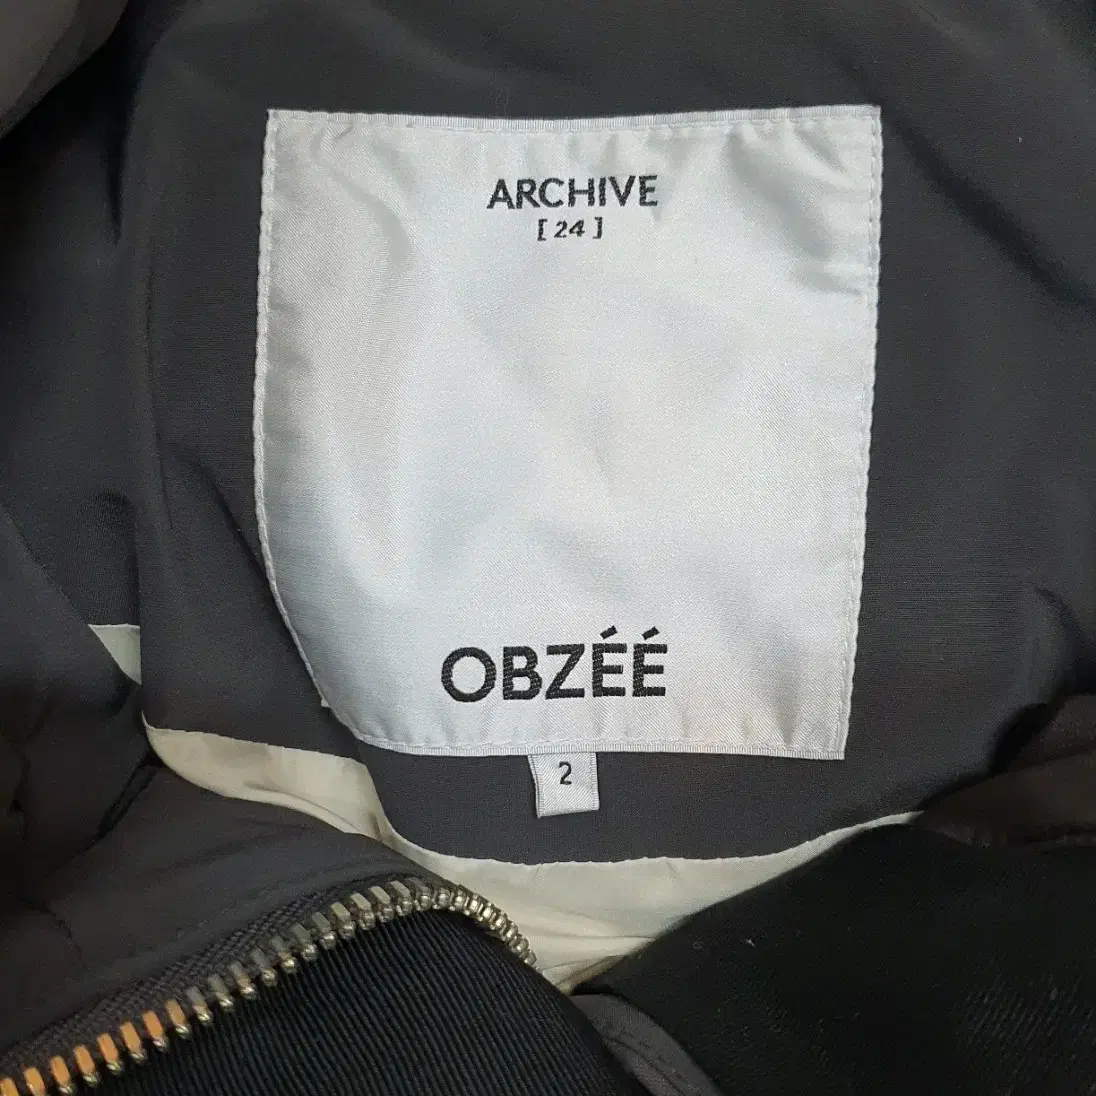 ARCHIVE
[ 24 ]
OBZÉÉ
2